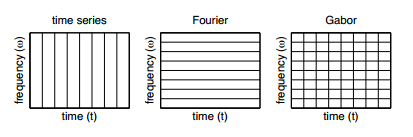 time series
frequency (ω)
time (t)
Fourier
frequency (ω)
time (t)
Gabor
frequency (ω)
time (t)